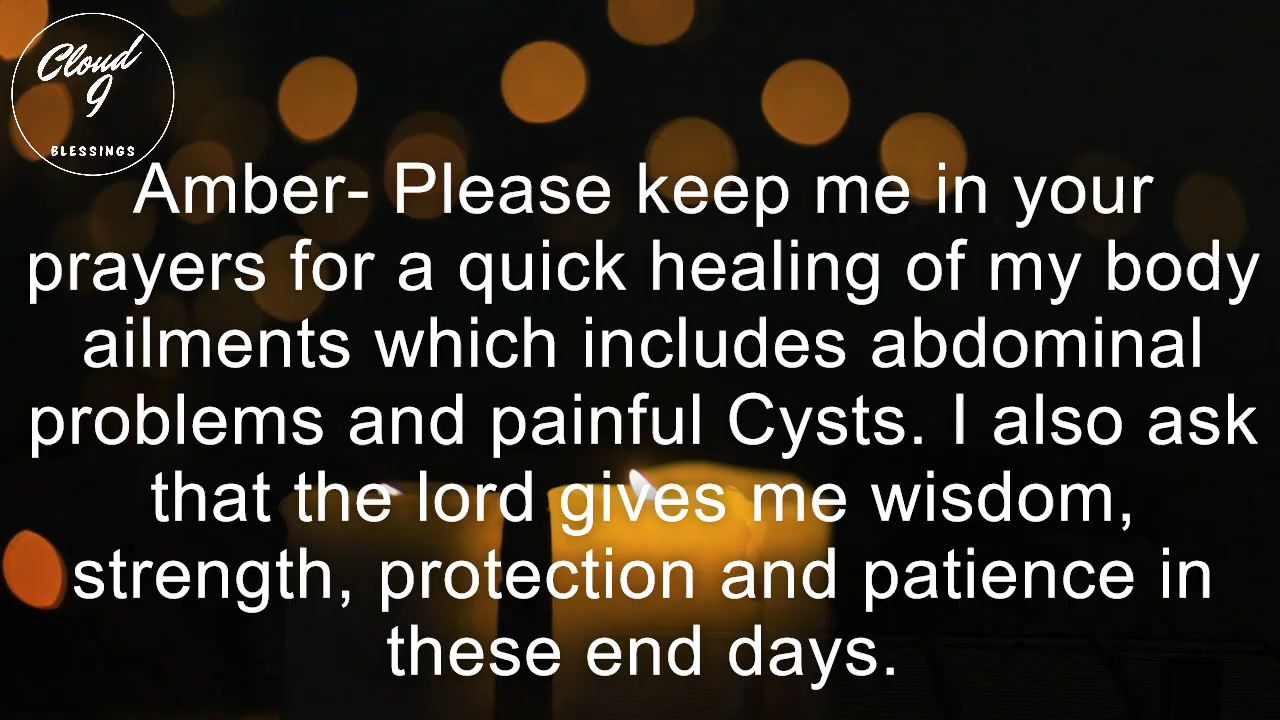 Cloud
9
BLESSINGS
Amber- Please keep me in your
prayers for a quick healing of my body
ailments which includes abdominal
problems and painful Cysts. I also ask
that the lord gives me wisdom,
strength, protection and patience in
these end days.